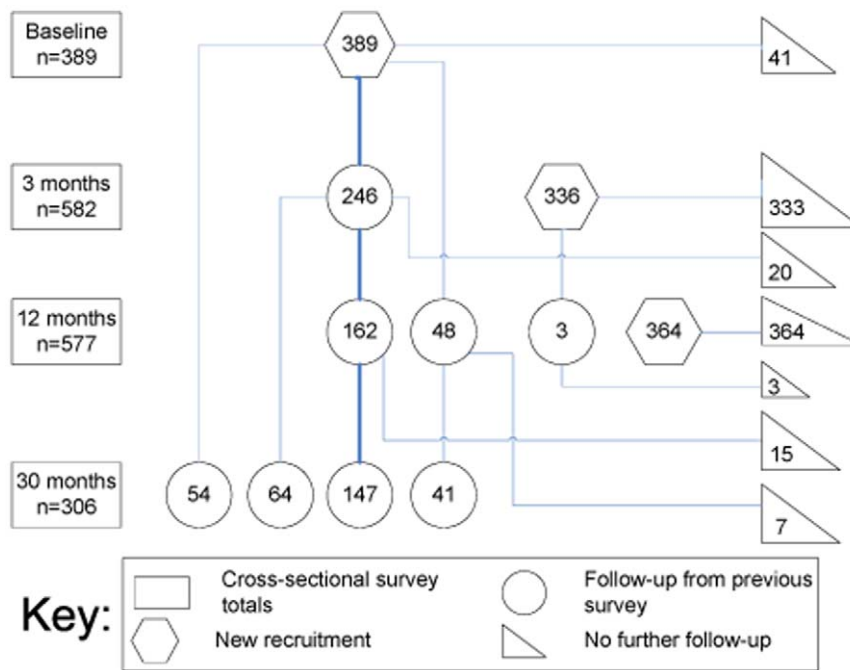 Baseline
n=389
389
41
3 months
n=582
246
336
333
20
12 months
n=577
162
48
3
364
364
3
15
30 months
n=306
54
64
147
41
7
Key:
Cross-sectional survey
totals
Follow-up from previous
survey
New recruitment
No further follow-up